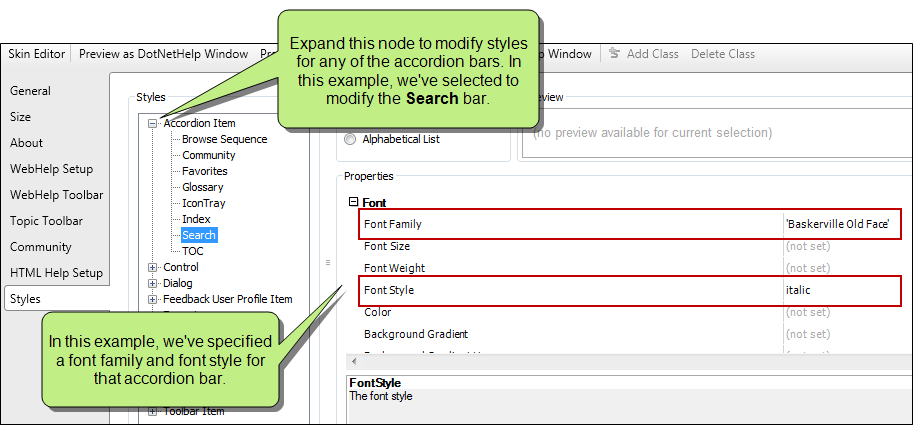 Skin Editor Preview as DotNetHelp Window Window Add Class Delete Class
Expand this node to modify styles
for any of the accordion bars. In
this example, we've selected to
modify the Search bar.
General
Size
About
WebHelp Setup
WebHelp Toolbar
Topic Toolbar
Community
HTML Help Setup
Styles
Styles
Accordion Item
Browse Sequence
Community
Favorites
Glossary
IconTray
Index
Search
TOC
Control
Dialog
Feedback User Profile Item
Toolbar Item
In this example, we've specified
a font family and font style for
that accordion bar.
Alphabetical List
(no preview available for current selection)
Properties
Font
Font Family 'Baskerville Old Face'
Font Size (not set)
Font Weight (not set)
Font Style italic
Color (not set)
Background Gradient (not set)
FontStyle
The font style